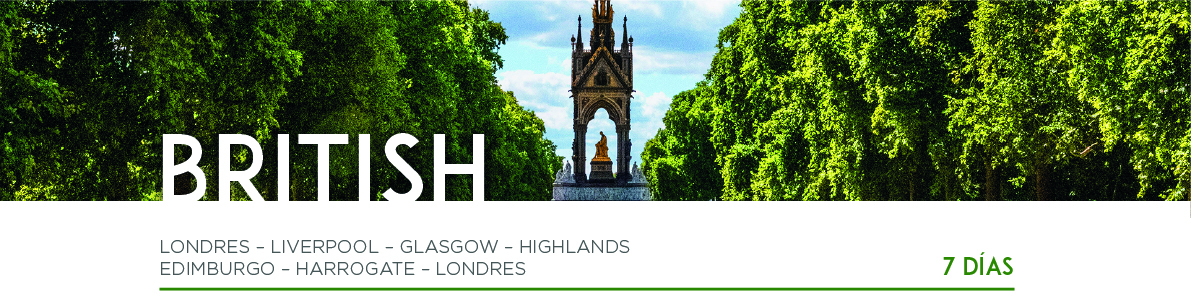 BRITISH
LONDRES – LIVERPOOL – GLASGOW – HIGHLANDS
EDIMBURGO – HARROGATE – LONDRES
7 DÍAS